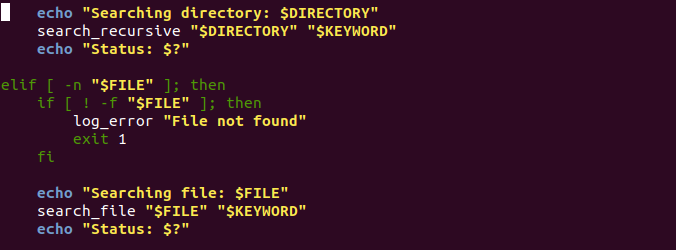 echo "Searching directory: $DIRECTORY"
search_recursive "$DIRECTORY" "$KEYWORD"
echo "Status: $?"
elif [ -n "$FILE" ]; then
if [ ! -f "$FILE" ]; then
log_error "File not found"
exit 1
fi
echo "Searching file: $FILE"
search_file "$FILE" "$KEYWORD"
echo "Status: $?"